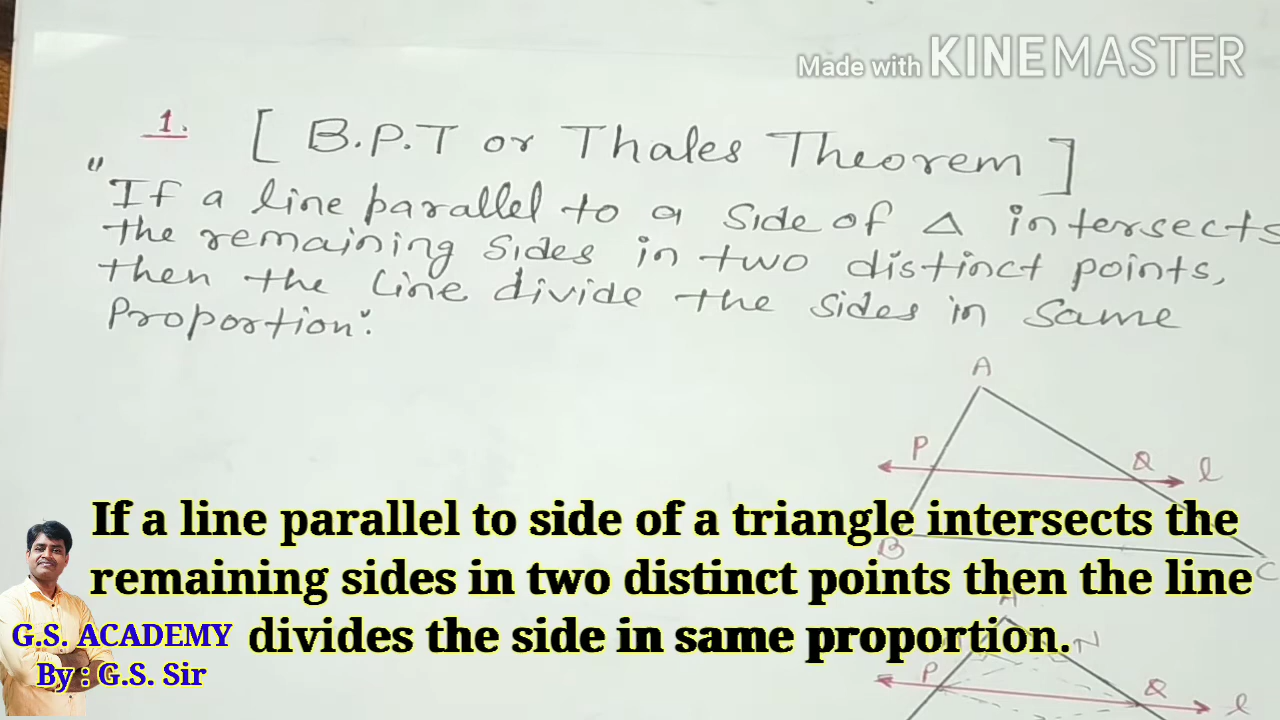 Made with KINEMASTER
1. [ B.P.T or Thales Theorem ]
" If a line parallel to a side of Δ intersects
the remaining sides in two distinct points,
then the line divide the sides in same
Proportion".
A
P Q l
B
C
If a line parallel to side of a triangle intersects the
remaining sides in two distinct points then the line
divides the side in same proportion.
G.S. ACADEMY
By : G.S. Sir
A
N
P Q l